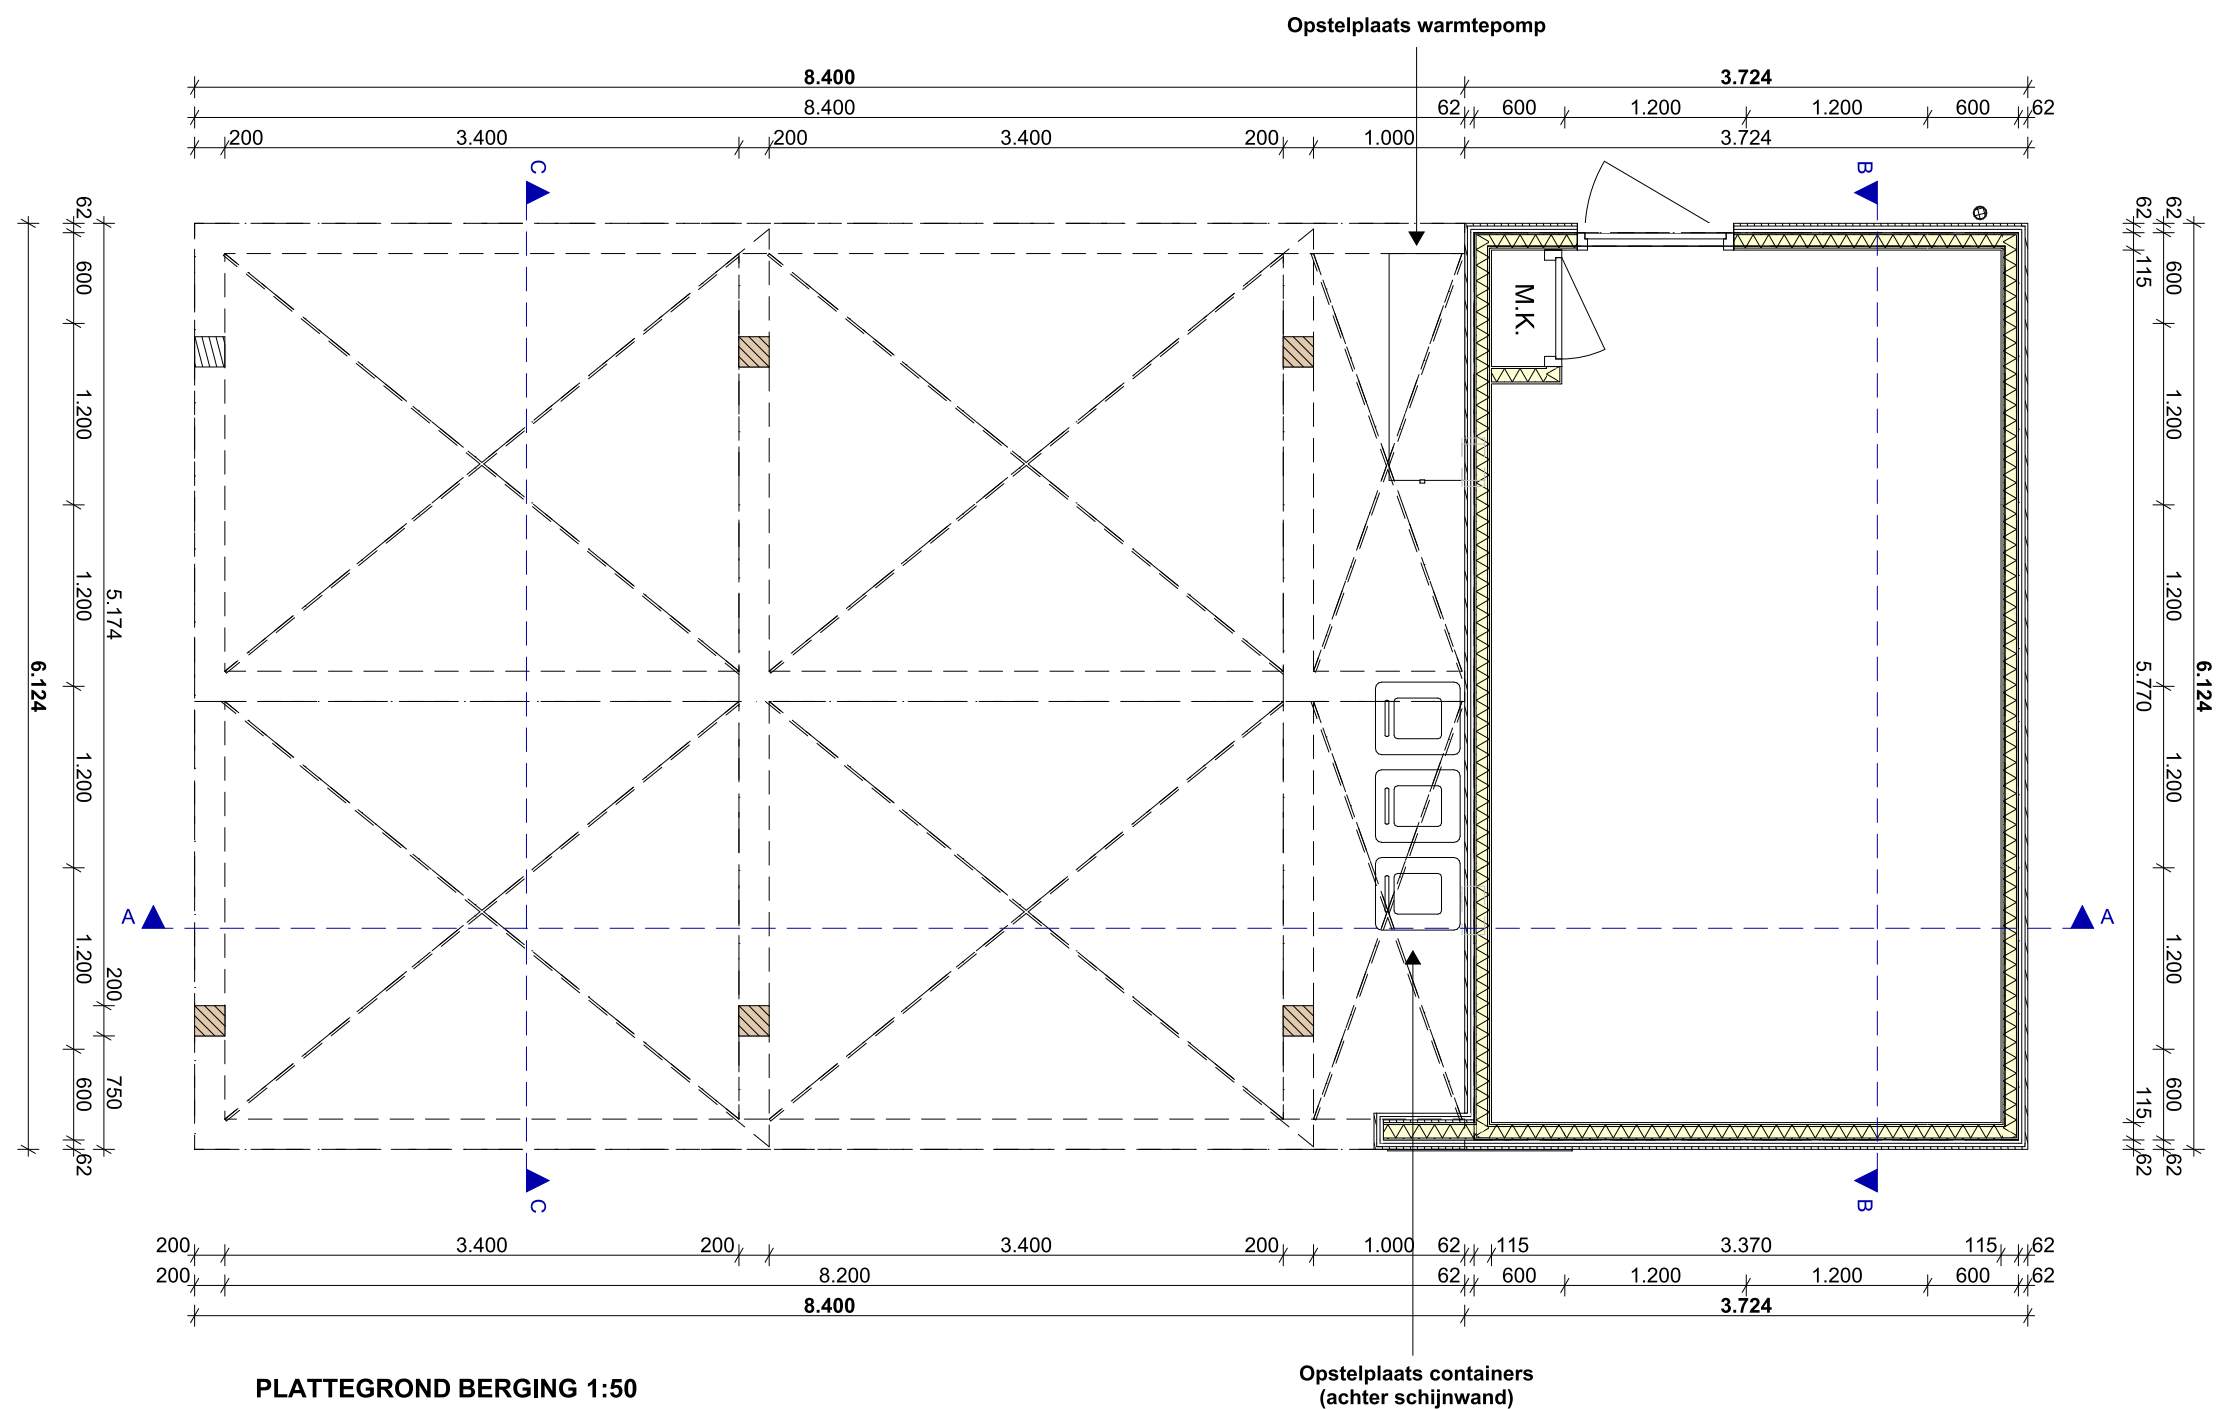 Opstelplaats warmtepomp
8.400 3.724
8.400 62 600 1.200 1.200 600 62
200 3.400 200 3.400 200 1.000 3.724
C B
62 600 1.200 1.200 1.200 1.200 600 62
5.174 200 750
6.124
M.K.
62 115 5.770 115 62
62 600 1.200 1.200 1.200 1.200 600 62
6.124
A A
C B
200 3.400 200 3.400 200 1.000 62 115 3.370 115 62
200 8.200 62 600 1.200 1.200 600 62
8.400 3.724
Opstelplaats containers
(achter schijnwand)
PLATTEGROND BERGING 1:50